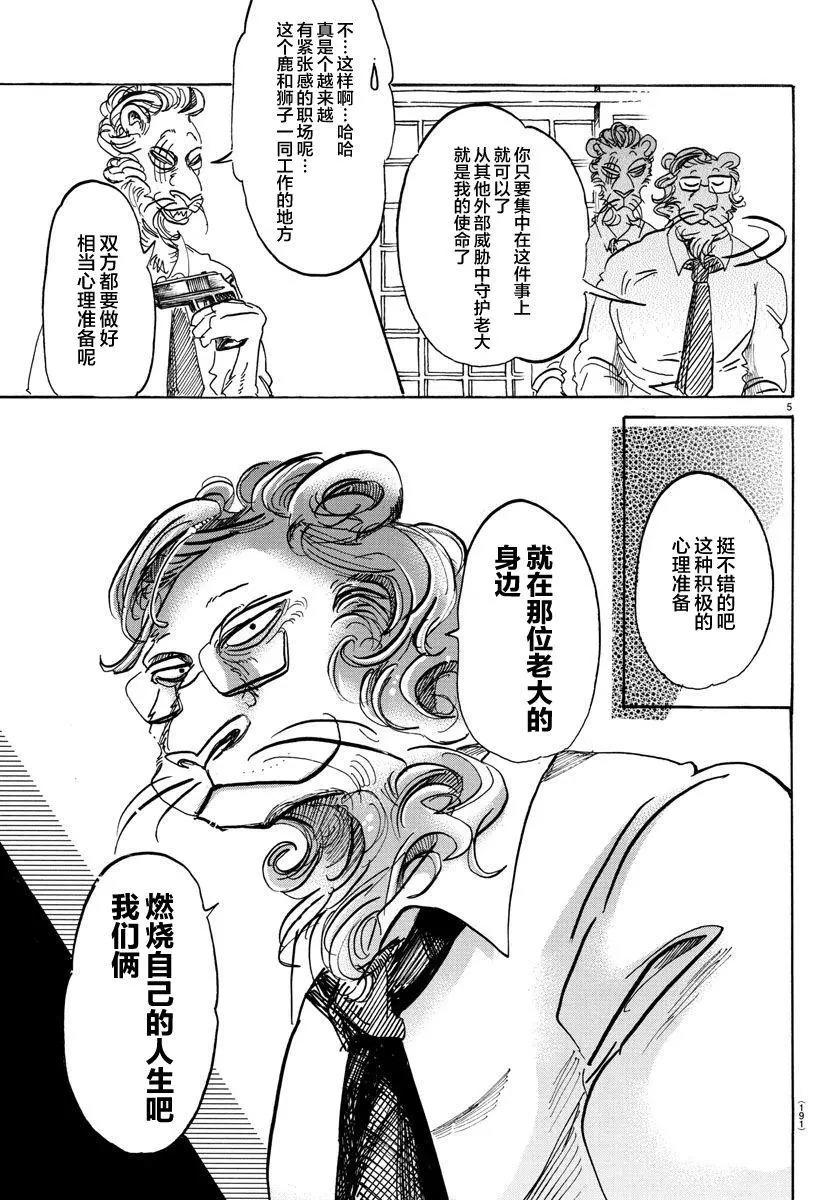 你只要集中在这件事上
就可以了
从其他外部威胁中守护老大
就是我的使命了
不…这样啊…哈哈
真是个越来越
有紧张感的职场呢…
这个鹿和狮子一同工作的地方
双方都要做好
相当心理准备呢
5
挺不错的吧
这种积极的
心理准备
就在那位老大的
身边
燃烧自己的人生吧
我们俩
(191)